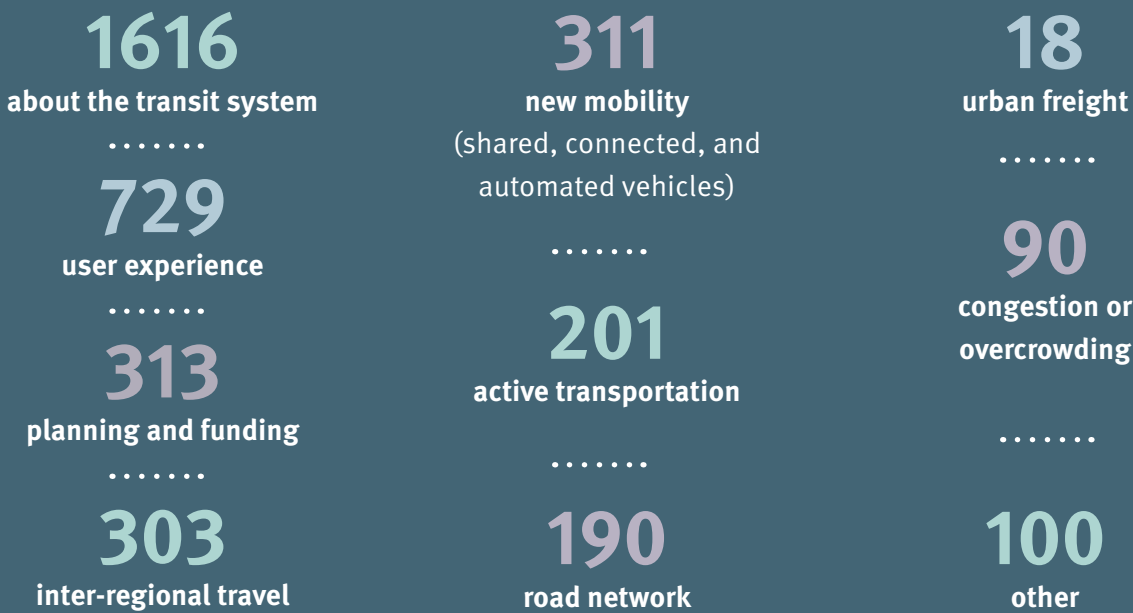 1616
about the transit system
.......
729
user experience
.......
313
planning and funding
.......
303
inter-regional travel
311
new mobility
(shared, connected, and
automated vehicles)
.......
201
active transportation
.......
190
road network
18
urban freight
.......
90
congestion or
overcrowding
.......
100
other